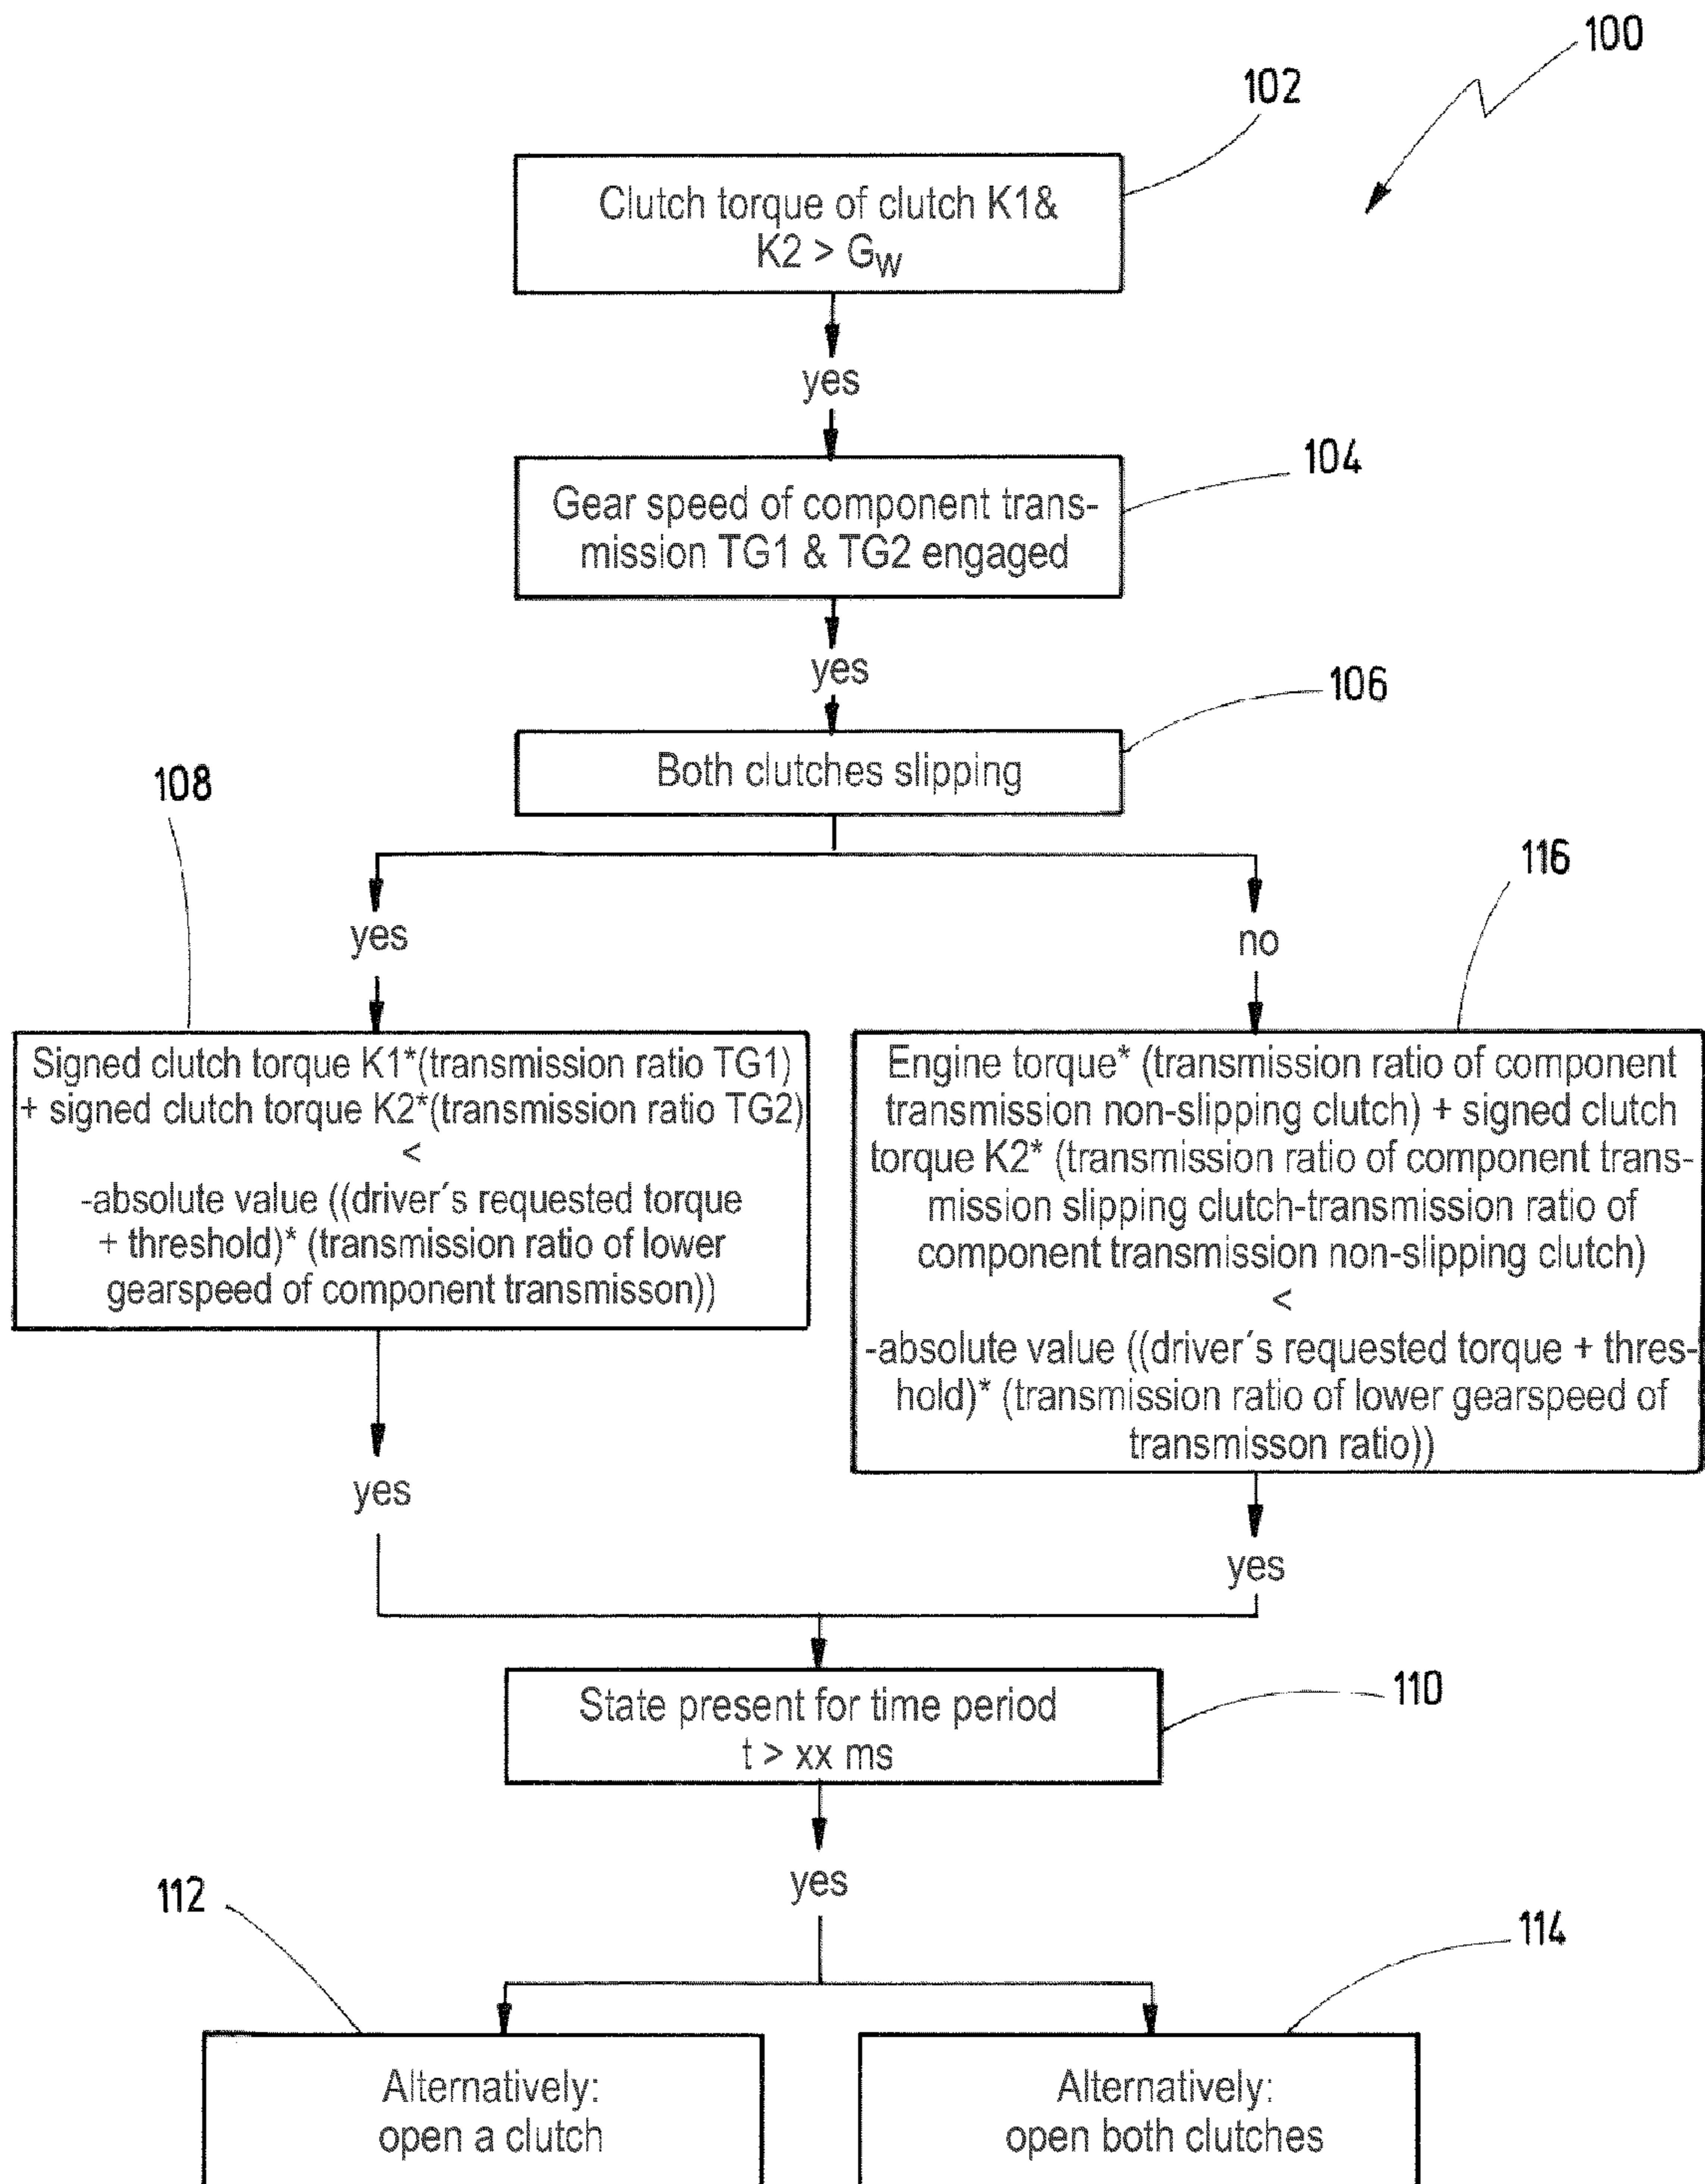 100
102
Clutch torque of clutch K1&
K2 > GW
yes
104
Gear speed of component trans-
mission TG1 & TG2 engaged
yes
106
Both clutches slipping
108
116
yes
no
Signed clutch torque K1*(transmission ratio TG1)
+ signed clutch torque K2*(transmission ratio TG2)
<
-absolute value ((driver´s requested torque
+ threshold)* (transmission ratio of lower
gearspeed of component transmisson))
Engine torque* (transmission ratio of component
transmission non-slipping clutch) + signed clutch
torque K2* (transmission ratio of component trans-
mission slipping clutch-transmission ratio of
component transmission non-slipping clutch)
<
-absolute value ((driver´s requested torque + thres-
hold)* (transmission ratio of lower gearspeed of
transmisson ratio))
yes
yes
110
State present for time period
t > xx ms
yes
112
114
Alternatively:
open a clutch
Alternatively:
open both clutches